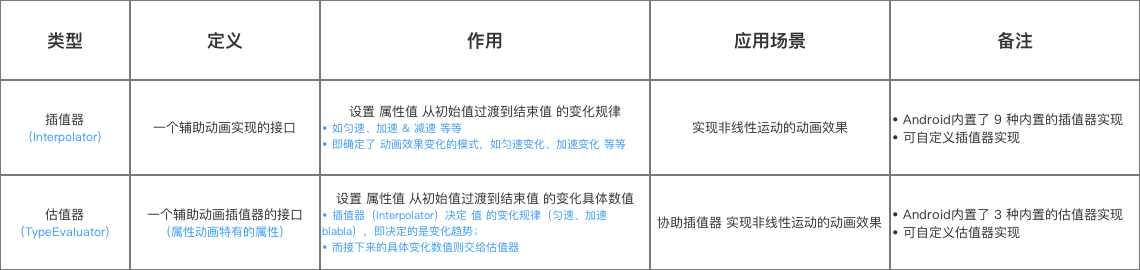 类型
定义
作用
应用场景
备注
插值器
（Interpolator）
一个辅助动画实现的接口
设置 属性值 从初始值过渡到结束值 的变化规律
• 如匀速、加速 & 减速 等等
• 即确定了 动画效果变化的模式，如匀速变化、加速变化 等等
实现非线性运动的动画效果
• Android内置了 9 种内置的插值器实现
• 可自定义插值器实现
估值器
（TypeEvaluator）
一个辅助动画插值器的接口
（属性动画特有的属性）
设置 属性值 从初始值过渡到结束值 的变化具体数值
• 插值器（Interpolator）决定 值 的变化规律（匀速、加速
blabla），即决定的是变化趋势；
• 而接下来的具体变化数值则交给估值器
协助插值器 实现非线性运动的动画效果
• Android内置了 3 种内置的估值器实现
• 可自定义估值器实现